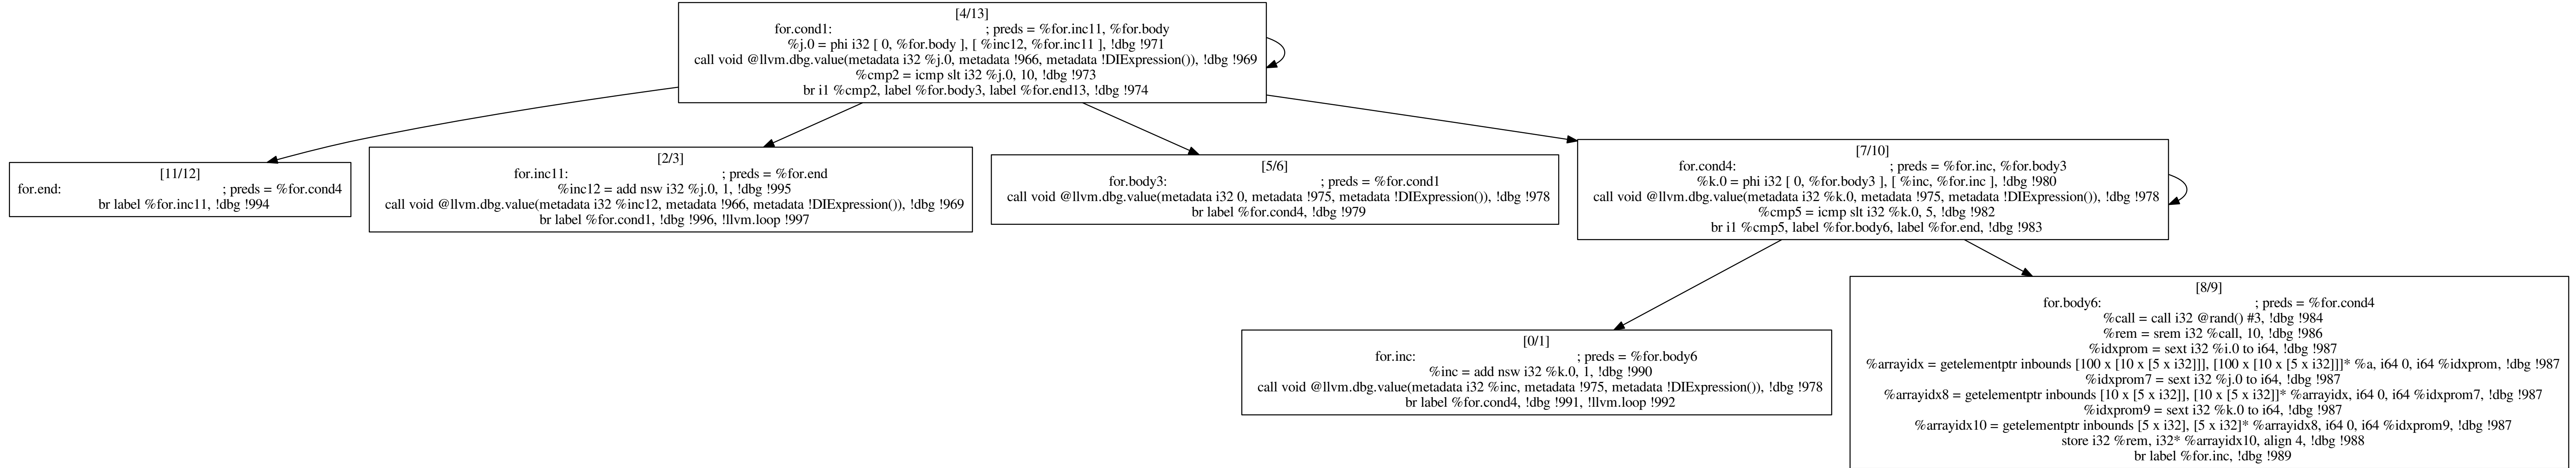 [4/13]
for.cond1: ; preds = %for.inc11, %for.body
%j.0 = phi i32 [ 0, %for.body ], [ %inc12, %for.inc11 ], !dbg !971
call void @llvm.dbg.value(metadata i32 %j.0, metadata !966, metadata !DIExpression()), !dbg !969
%cmp2 = icmp slt i32 %j.0, 10, !dbg !973
br i1 %cmp2, label %for.body3, label %for.end13, !dbg !974
[11/12]
for.end: ; preds = %for.cond4
br label %for.inc11, !dbg !994
[2/3]
for.inc11: ; preds = %for.end
%inc12 = add nsw i32 %j.0, 1, !dbg !995
call void @llvm.dbg.value(metadata i32 %inc12, metadata !966, metadata !DIExpression()), !dbg !969
br label %for.cond1, !dbg !996, !llvm.loop !997
[5/6]
for.body3: ; preds = %for.cond1
call void @llvm.dbg.value(metadata i32 0, metadata !975, metadata !DIExpression()), !dbg !978
br label %for.cond4, !dbg !979
[7/10]
for.cond4: ; preds = %for.inc, %for.body3
%k.0 = phi i32 [ 0, %for.body3 ], [ %inc, %for.inc ], !dbg !980
call void @llvm.dbg.value(metadata i32 %k.0, metadata !975, metadata !DIExpression()), !dbg !978
%cmp5 = icmp slt i32 %k.0, 5, !dbg !982
br i1 %cmp5, label %for.body6, label %for.end, !dbg !983
[0/1]
for.inc: ; preds = %for.body6
%inc = add nsw i32 %k.0, 1, !dbg !990
call void @llvm.dbg.value(metadata i32 %inc, metadata !975, metadata !DIExpression()), !dbg !978
br label %for.cond4, !dbg !991, !llvm.loop !992
[8/9]
for.body6: ; preds = %for.cond4
%call = call i32 @rand() #3, !dbg !984
%rem = srem i32 %call, 10, !dbg !986
%idxprom = sext i32 %i.0 to i64, !dbg !987
%arrayidx = getelementptr inbounds [100 x [10 x [5 x i32]]], [100 x [10 x [5 x i32]]]* %a, i64 0, i64 %idxprom, !dbg !987
%idxprom7 = sext i32 %j.0 to i64, !dbg !987
%arrayidx8 = getelementptr inbounds [10 x [5 x i32]], [10 x [5 x i32]]* %arrayidx, i64 0, i64 %idxprom7, !dbg !987
%idxprom9 = sext i32 %k.0 to i64, !dbg !987
%arrayidx10 = getelementptr inbounds [5 x i32], [5 x i32]* %arrayidx8, i64 0, i64 %idxprom9, !dbg !987
store i32 %rem, i32* %arrayidx10, align 4, !dbg !988
br label %for.inc, !dbg !989